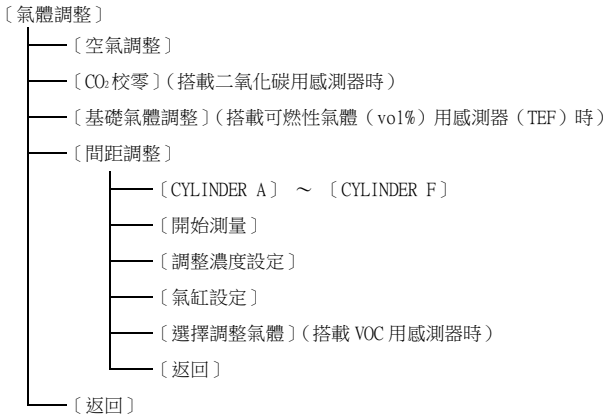 〔氣體調整〕
〔空氣調整〕
〔CO₂校零〕(搭載二氧化碳用感測器時)
〔基礎氣體調整〕(搭載可燃性氣體(vol%)用感測器(TEF)時)
〔間距調整〕
〔CYLINDER A〕 ～ 〔CYLINDER F〕
〔開始測量〕
〔調整濃度設定〕
〔氣缸設定〕
〔選擇調整氣體〕(搭載 VOC 用感測器時)
〔返回〕
〔返回〕